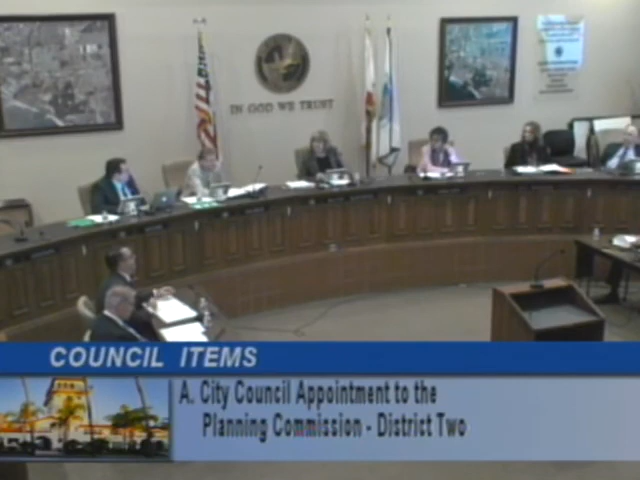 IN GOD WE TRUST
COUNCIL ITEMS
A. City Council Appointment to the
Planning Commission - District Two